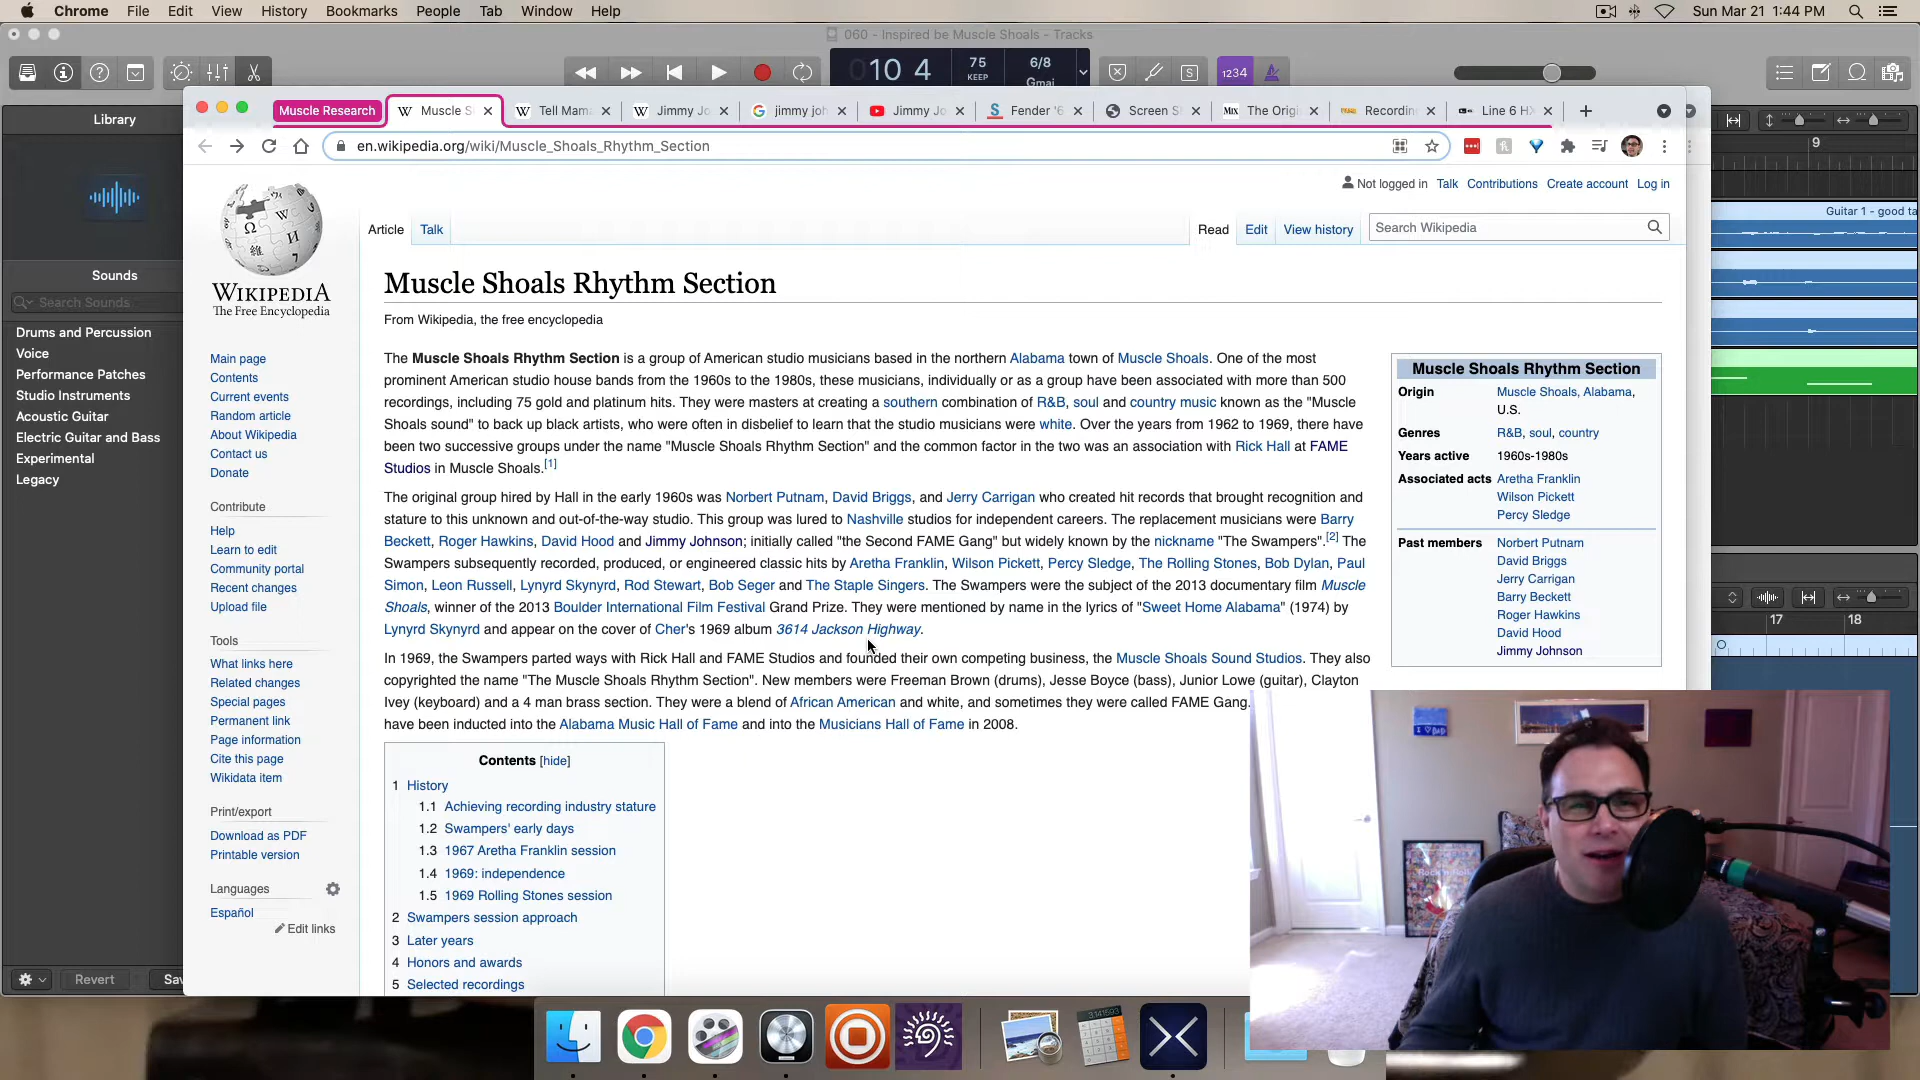 Chrome File Edit View History Bookmarks People Tab Window Help
Sun Mar 21 1:44 PM
060 - Inspired be Muscle Shoals - Tracks
10 4
75
KEEP
6/8
Gmaj
1234
Muscle Research
Muscle S
Tell Mam
Jimmy Jo
jimmy joh
Jimmy Jo
Fender '6
Screen S
The Orig
Recordin
Line 6 HX
en.wikipedia.org/wiki/Muscle_Shoals_Rhythm_Section
Library
Sounds
Search Sounds
Drums and Percussion
Voice
Performance Patches
Studio Instruments
Acoustic Guitar
Electric Guitar and Bass
Experimental
Legacy
Revert
Sav
9
Guitar 1 - good ta
17
18
WIKIPEDIA
The Free Encyclopedia
Main page
Contents
Current events
Random article
About Wikipedia
Contact us
Donate
Contribute
Help
Learn to edit
Community portal
Recent changes
Upload file
Tools
What links here
Related changes
Special pages
Permanent link
Page information
Cite this page
Wikidata item
Print/export
Download as PDF
Printable version
Languages
Español
Edit links
Not logged in Talk Contributions Create account Log in
Article Talk
Read Edit View history
Search Wikipedia
Muscle Shoals Rhythm Section
From Wikipedia, the free encyclopedia
The Muscle Shoals Rhythm Section is a group of American studio musicians based in the northern Alabama town of Muscle Shoals. One of the most
prominent American studio house bands from the 1960s to the 1980s, these musicians, individually or as a group have been associated with more than 500
recordings, including 75 gold and platinum hits. They were masters at creating a southern combination of R&B, soul and country music known as the "Muscle
Shoals sound" to back up black artists, who were often in disbelief to learn that the studio musicians were white. Over the years from 1962 to 1969, there have
been two successive groups under the name "Muscle Shoals Rhythm Section" and the common factor in the two was an association with Rick Hall at FAME
Studios in Muscle Shoals.[1]
The original group hired by Hall in the early 1960s was Norbert Putnam, David Briggs, and Jerry Carrigan who created hit records that brought recognition and
stature to this unknown and out-of-the-way studio. This group was lured to Nashville studios for independent careers. The replacement musicians were Barry
Beckett, Roger Hawkins, David Hood and Jimmy Johnson; initially called "the Second FAME Gang" but widely known by the nickname "The Swampers".[2] The
Swampers subsequently recorded, produced, or engineered classic hits by Aretha Franklin, Wilson Pickett, Percy Sledge, The Rolling Stones, Bob Dylan, Paul
Simon, Leon Russell, Lynyrd Skynyrd, Rod Stewart, Bob Seger and The Staple Singers. The Swampers were the subject of the 2013 documentary film Muscle
Shoals, winner of the 2013 Boulder International Film Festival Grand Prize. They were mentioned by name in the lyrics of "Sweet Home Alabama" (1974) by
Lynyrd Skynyrd and appear on the cover of Cher's 1969 album 3614 Jackson Highway.
In 1969, the Swampers parted ways with Rick Hall and FAME Studios and founded their own competing business, the Muscle Shoals Sound Studios. They also
copyrighted the name "The Muscle Shoals Rhythm Section". New members were Freeman Brown (drums), Jesse Boyce (bass), Junior Lowe (guitar), Clayton
Ivey (keyboard) and a 4 man brass section. They were a blend of African American and white, and sometimes they were called FAME Gang.
have been inducted into the Alabama Music Hall of Fame and into the Musicians Hall of Fame in 2008.
Contents [hide]
1 History
1.1 Achieving recording industry stature
1.2 Swampers' early days
1.3 1967 Aretha Franklin session
1.4 1969: independence
1.5 1969 Rolling Stones session
2 Swampers session approach
3 Later years
4 Honors and awards
5 Selected recordings
Muscle Shoals Rhythm Section
Origin Muscle Shoals, Alabama,
U.S.
Genres R&B, soul, country
Years active 1960s-1980s
Associated acts Aretha Franklin
Wilson Pickett
Percy Sledge
Past members Norbert Putnam
David Briggs
Jerry Carrigan
Barry Beckett
Roger Hawkins
David Hood
Jimmy Johnson